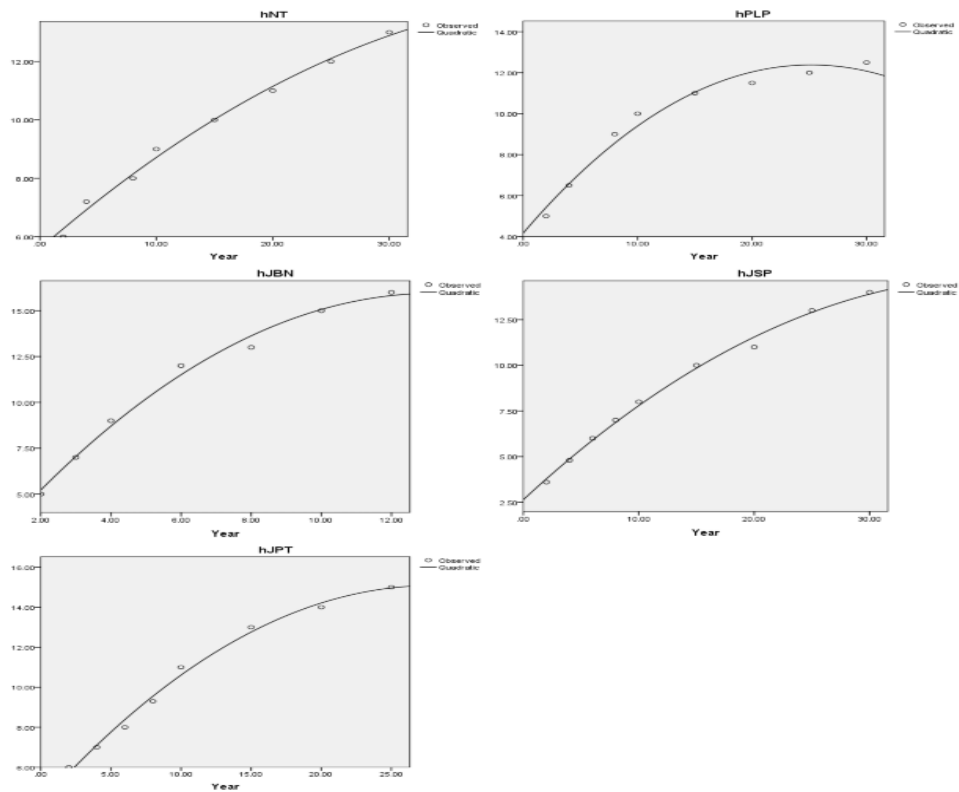 hNT
Observed
Quadratic
12.00
10.00
8.00
6.00
.00 10.00 20.00 30.00
Year
hPLP
Observed
Quadratic
14.00
12.00
10.00
8.00
6.00
4.00
.00 10.00 20.00 30.00
Year
hJBN
Observed
Quadratic
15.00
12.50
10.00
7.50
5.00
2.00 4.00 6.00 8.00 10.00 12.00
Year
hJSP
Observed
Quadratic
12.50
10.00
7.50
5.00
2.50
.00 10.00 20.00 30.00
Year
hJPT
Observed
Quadratic
16.00
14.00
12.00
10.00
8.00
6.00
.00 5.00 10.00 15.00 20.00 25.00
Year